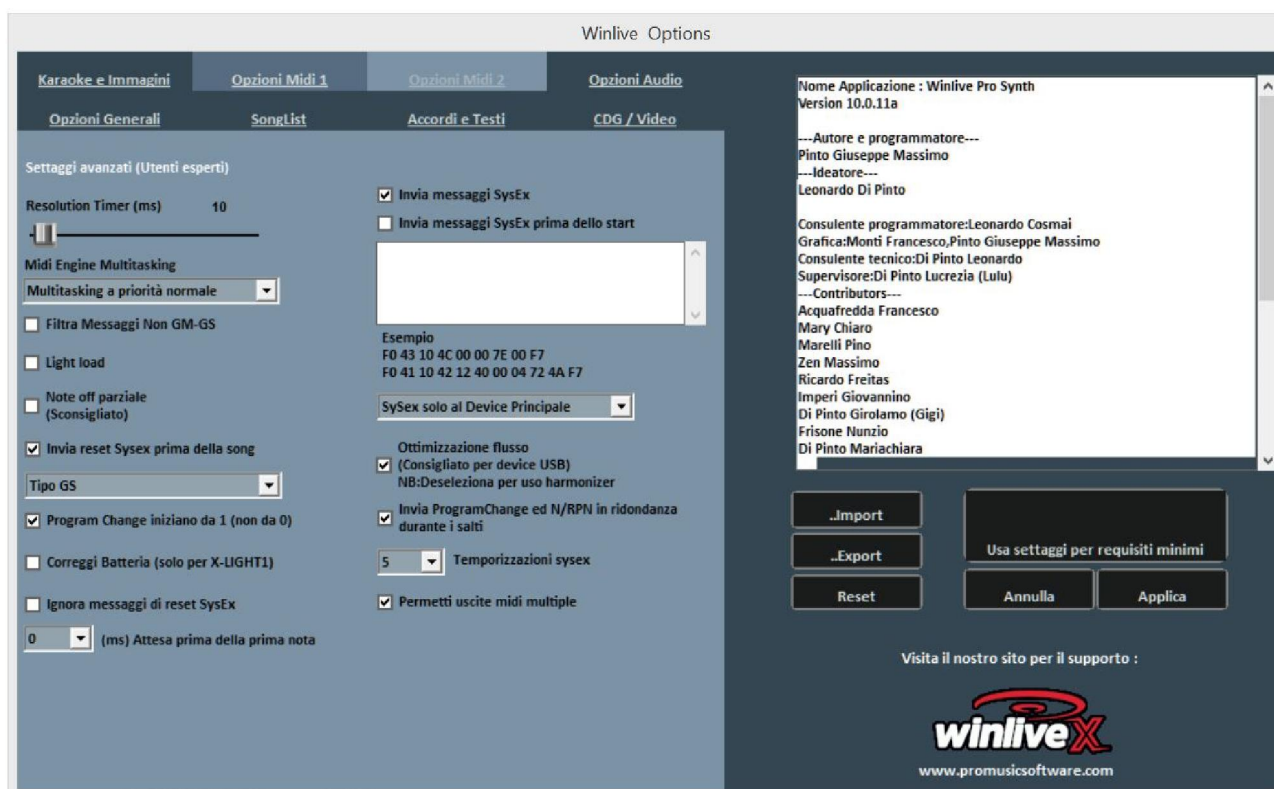 Winlive Options
Karaoke e Immagini
Opzioni Midi 1
Opzioni Midi 2
Opzioni Audio
Opzioni Generali
SongList
Accordi e Testi
CDG / Video
Settaggi avanzati (Utenti esperti)
Resolution Timer (ms) 10
Midi Engine Multitasking
Multitasking a priorità normale
Filtra Messaggi Non GM-GS
Light load
Note off parziale
(Sconsigliato)
Invia reset Sysex prima della song
Tipo GS
Program Change iniziano da 1 (non da 0)
Correggi Batteria (solo per X-LIGHT1)
Ignora messaggi di reset SysEx
0 (ms) Attesa prima della prima nota
Invia messaggi SysEx
Invia messaggi SysEx prima dello start
Esempio
F0 43 10 4C 00 00 7E 00 F7
F0 41 10 42 12 40 00 04 72 4A F7
SySex solo al Device Principale
Ottimizzazione flusso
(Consigliato per device USB)
NB:Deseleziona per uso harmonizer
Invia ProgramChange ed N/RPN in ridondanza
durante i salti
5 Temporizzazioni sysex
Permetti uscite midi multiple
Nome Applicazione : Winlive Pro Synth
Version 10.0.11a
---Autore e programmatore---
Pinto Giuseppe Massimo
---Ideatore---
Leonardo Di Pinto
Consulente programmatore:Leonardo Cosmai
Grafica:Monti Francesco,Pinto Giuseppe Massimo
Consulente tecnico:Di Pinto Leonardo
Supervisore:Di Pinto Lucrezia (Lulu)
---Contributors---
Acquafredda Francesco
Mary Chiaro
Marelli Pino
Zen Massimo
Ricardo Freitas
Imperi Giovannino
Di Pinto Girolamo (Gigi)
Frisone Nunzio
Di Pinto Mariachiara
..Import
..Export
Reset
Usa settaggi per requisiti minimi
Annulla
Applica
Visita il nostro sito per il supporto :
winlive X
www.promusicsoftware.com